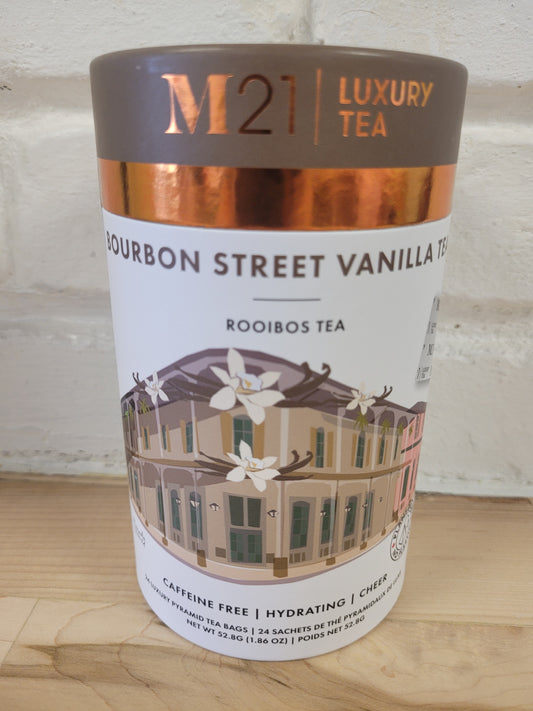 M21 | LUXURY
TEA
BOURBON STREET VANILLA TEA
ROOIBOS TEA
CAFFEINE FREE | HYDRATING | CHEER
24 LUXURY PYRAMID TEA BAGS | 24 SACHETS DE THÉ PYRAMIDAUX DE LUXE
NET WT 52.8G (1.86 OZ) | POIDS NET 52.8G